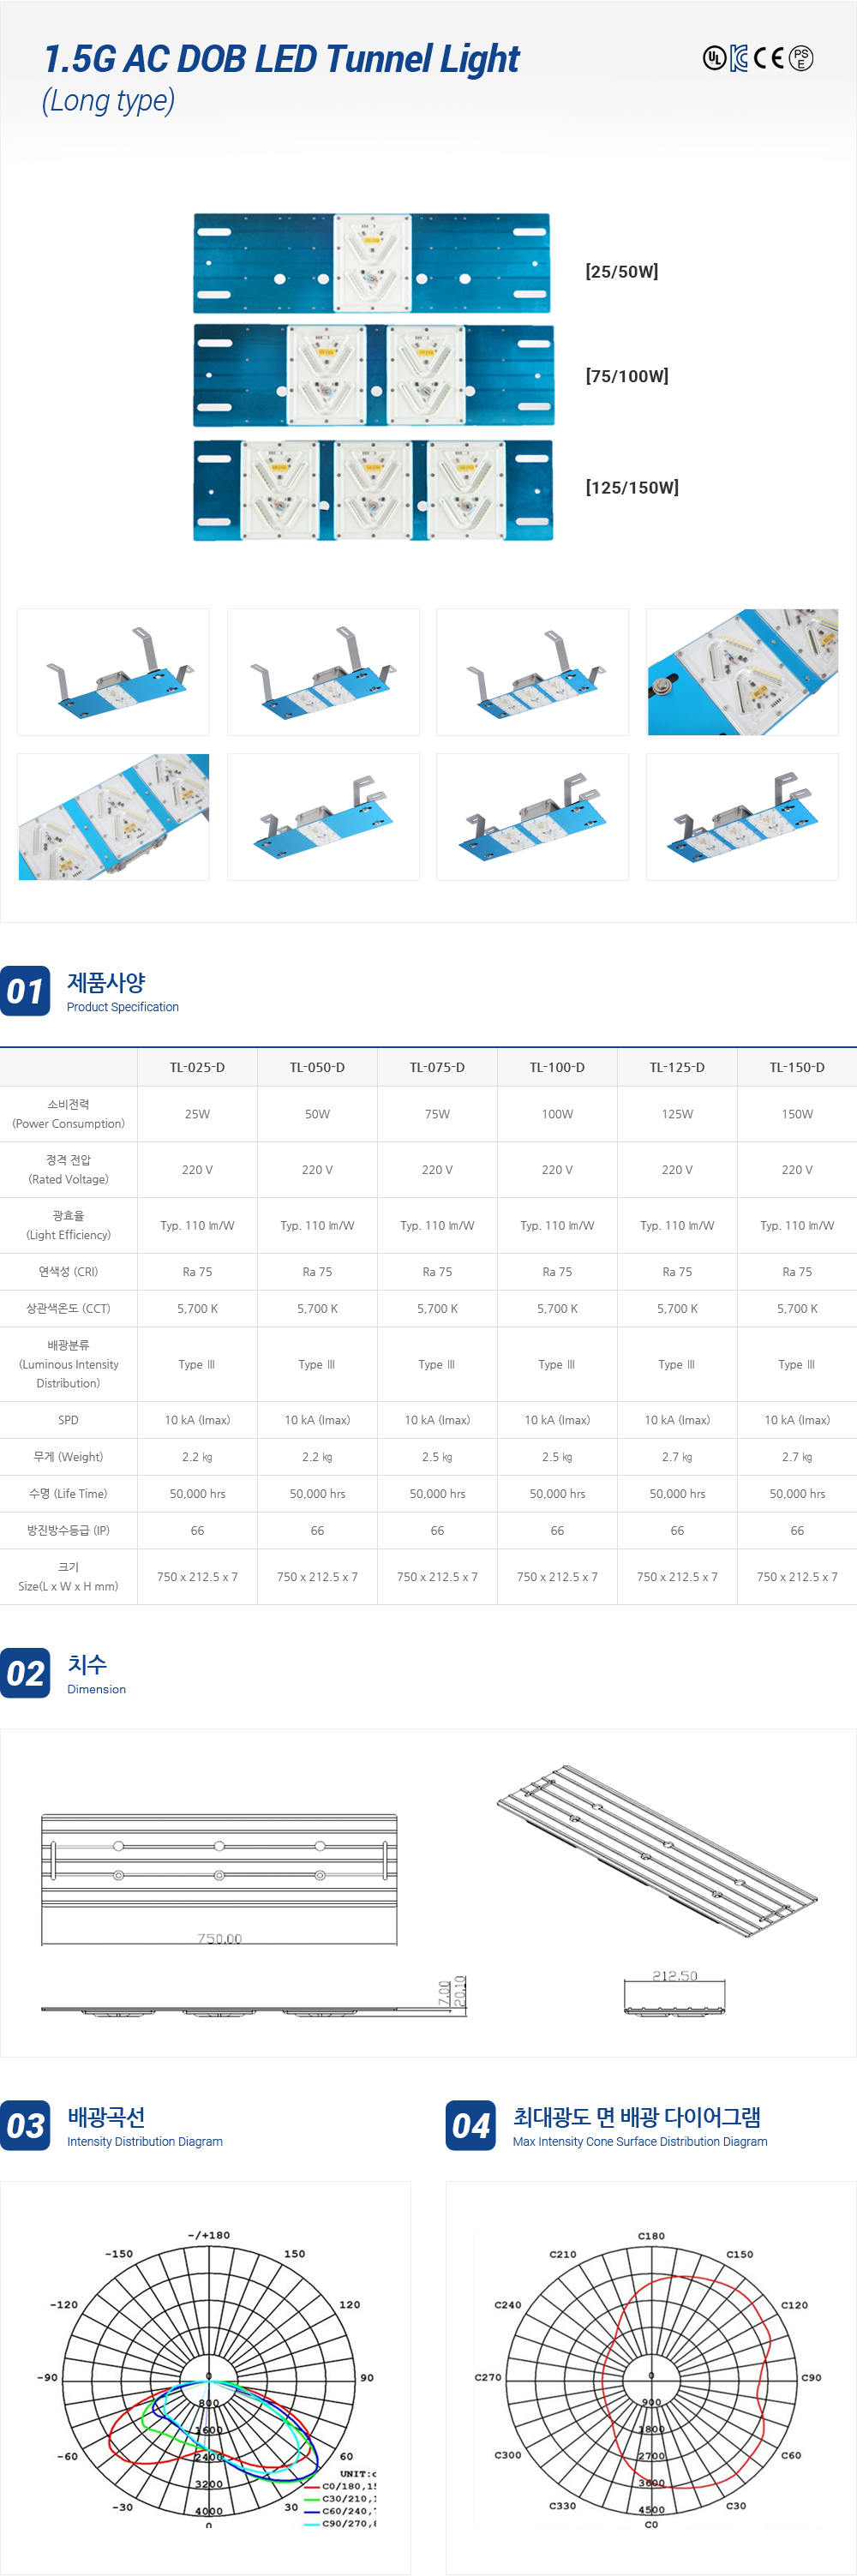 1.5G AC DOB LED Tunnel Light
(Long type)
UL
KC
CE
PS
E
[25/50W]
[75/100W]
[125/150W]
01 제품사양
Product Specification
TL-025-D TL-050-D TL-075-D TL-100-D TL-125-D TL-150-D
소비전력
(Power Consumption) 25W 50W 75W 100W 125W 150W
정격 전압
(Rated Voltage) 220 V 220 V 220 V 220 V 220 V 220 V
광효율
(Light Efficiency) Typ. 110 lm/W Typ. 110 lm/W Typ. 110 lm/W Typ. 110 lm/W Typ. 110 lm/W Typ. 110 lm/W
연색성 (CRI) Ra 75 Ra 75 Ra 75 Ra 75 Ra 75 Ra 75
상관색온도 (CCT) 5,700 K 5,700 K 5,700 K 5,700 K 5,700 K 5,700 K
배광분류
(Luminous Intensity
Distribution) Type Ⅲ Type Ⅲ Type Ⅲ Type Ⅲ Type Ⅲ Type Ⅲ
SPD 10 kA (Imax) 10 kA (Imax) 10 kA (Imax) 10 kA (Imax) 10 kA (Imax) 10 kA (Imax)
무게 (Weight) 2.2 ㎏ 2.2 ㎏ 2.5 ㎏ 2.5 ㎏ 2.7 ㎏ 2.7 ㎏
수명 (Life Time) 50,000 hrs 50,000 hrs 50,000 hrs 50,000 hrs 50,000 hrs 50,000 hrs
방진방수등급 (IP) 66 66 66 66 66 66
크기
Size(L x W x H mm) 750 x 212.5 x 7 750 x 212.5 x 7 750 x 212.5 x 7 750 x 212.5 x 7 750 x 212.5 x 7 750 x 212.5 x 7
02 치수
Dimension
750.00
7.00
20.10
212.50
03 배광곡선
Intensity Distribution Diagram
-/+180
-150 150
-120 120
-90 0 90
800
1600
-60 2400 60
3200
-30 4000 30
0
UNIT:c
C0/180,15
C30/210,1
C60/240,7
C90/270,8
04 최대광도 면 배광 다이어그램
Max Intensity Cone Surface Distribution Diagram
C180
C210 C150
C240 C120
C270 0 C90
900
1800
C300 2700 C60
3600
C330 4500 C30
C0